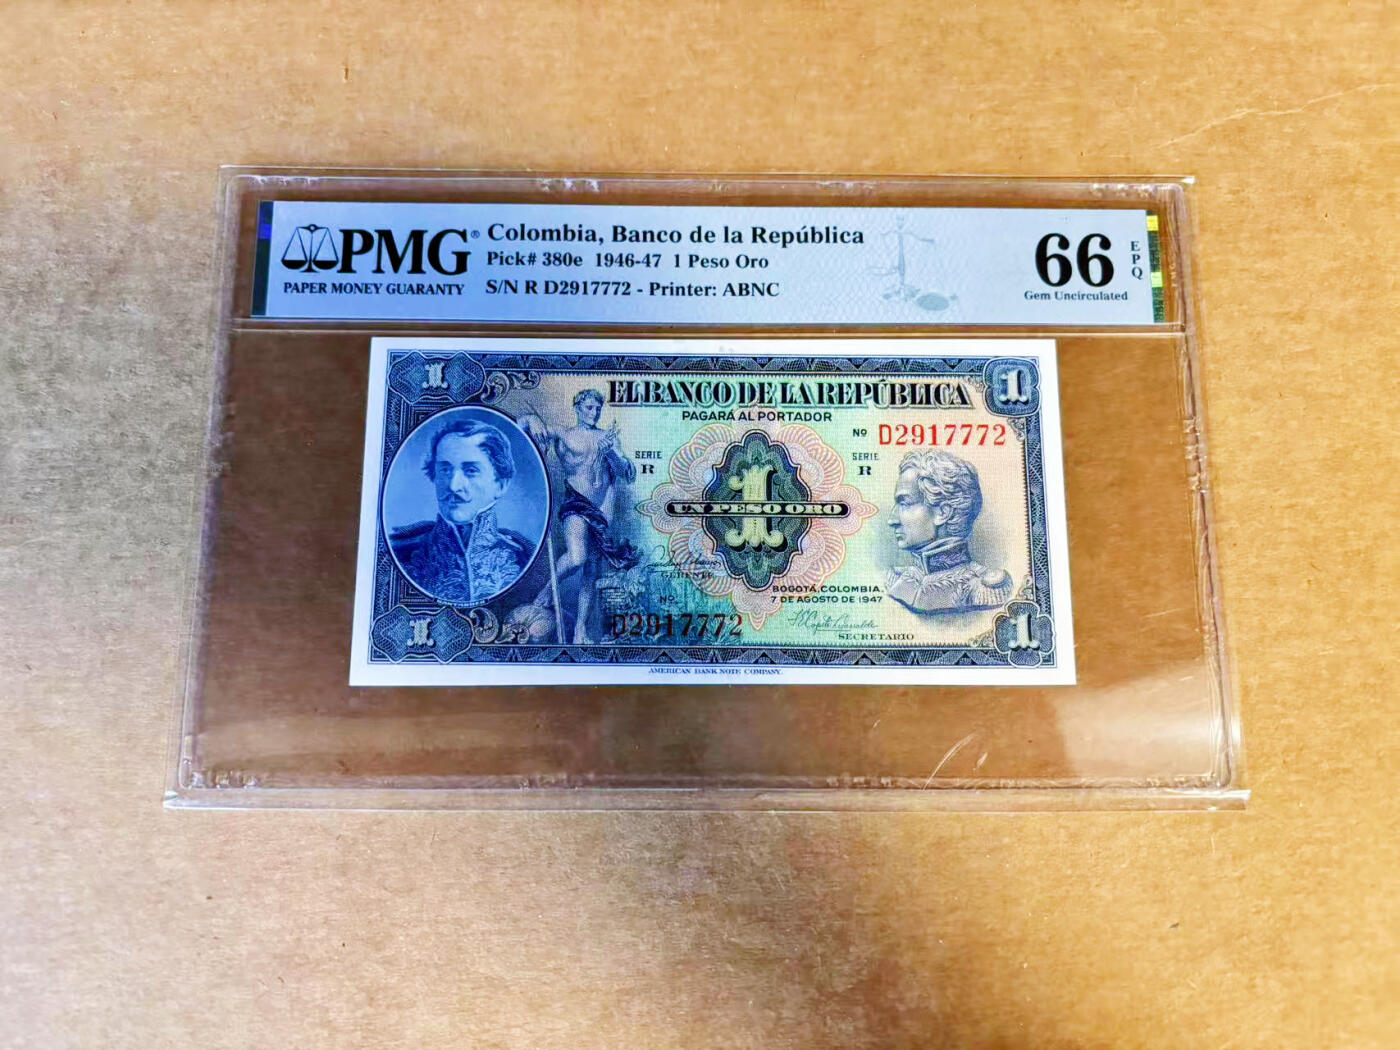 PMG®
PAPER MONEY GUARANTY
Colombia, Banco de la República
Pick# 380e 1946-47 1 Peso Oro
S/N R D2917772 - Printer: ABNC
66
EPQ
Gem Uncirculated
1
1
EL BANCO DE LA REPÚBLICA
PAGARÁ AL PORTADOR
Nº D2917772
SERIE
R
SERIE
R
1
UN PESO ORO
GERENTE
BOGOTÁ, COLOMBIA.
7 DE AGOSTO DE 1947
Nº
D2917772
SECRETARIO
1
1
AMERICAN BANK NOTE COMPANY.